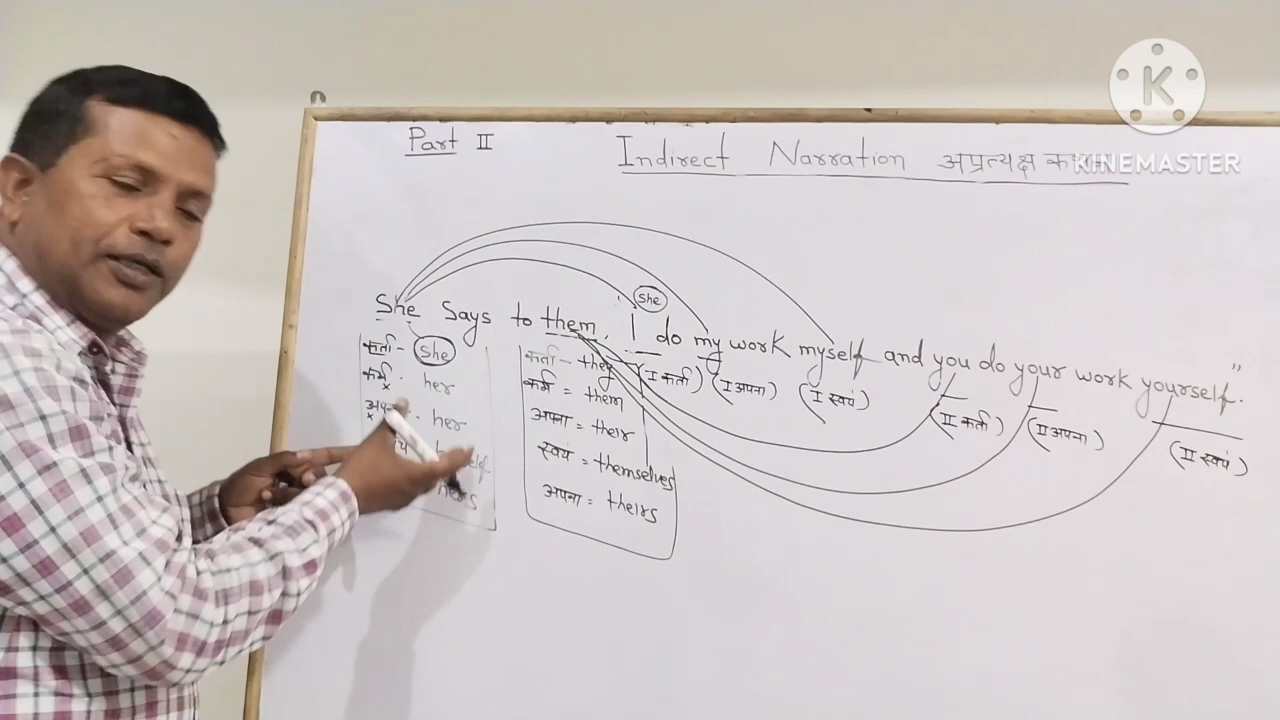 Part II
Indirect Narration अप्रत्यक्ष
K
KINEMASTER
she
She Says to them, I do my work myself and you do your work yourself."
कर्ता - she
कर्म - her
her
कर्ता - they
कर्म = them
अपना = their
स्वयं = themselves
अपना = theirs
(I कर्ता) (I अपना) (I स्वयं)
(II कर्ता) (II अपना) (II स्वयं)